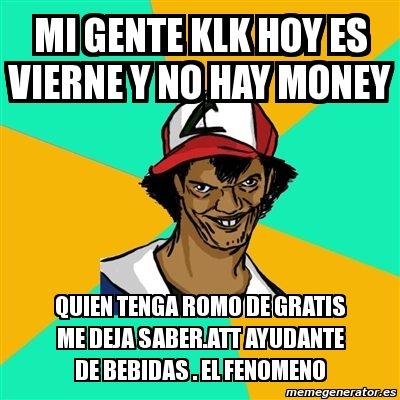 MI GENTE KLK HOY ES
VIERNE Y NO HAY MONEY
QUIEN TENGA ROMO DE GRATIS
ME DEJA SABER.ATT AYUDANTE
DE BEBIDAS . EL FENOMENO
memegenerator.es